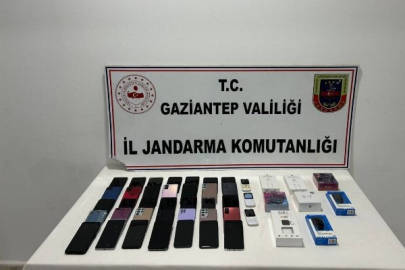 T.C.
GAZİANTEP VALİLİĞİ
İL JANDARMA KOMUTANLIĞI